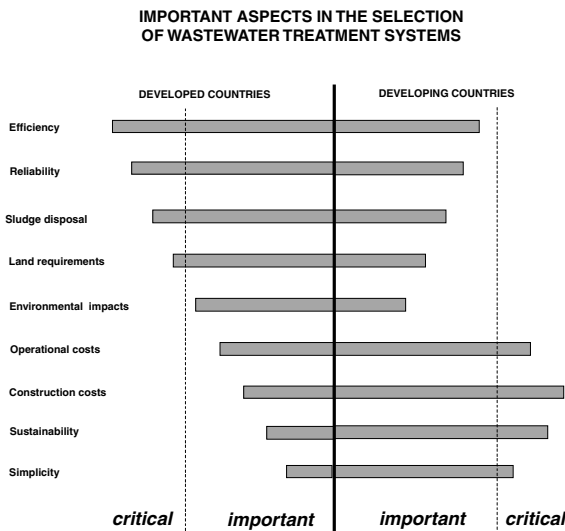 IMPORTANT ASPECTS IN THE SELECTION
OF WASTEWATER TREATMENT SYSTEMS
DEVELOPED COUNTRIES
DEVELOPING COUNTRIES
Efficiency
Reliability
Sludge disposal
Land requirements
Environmental impacts
Operational costs
Construction costs
Sustainability
Simplicity
critical
important
important
critical